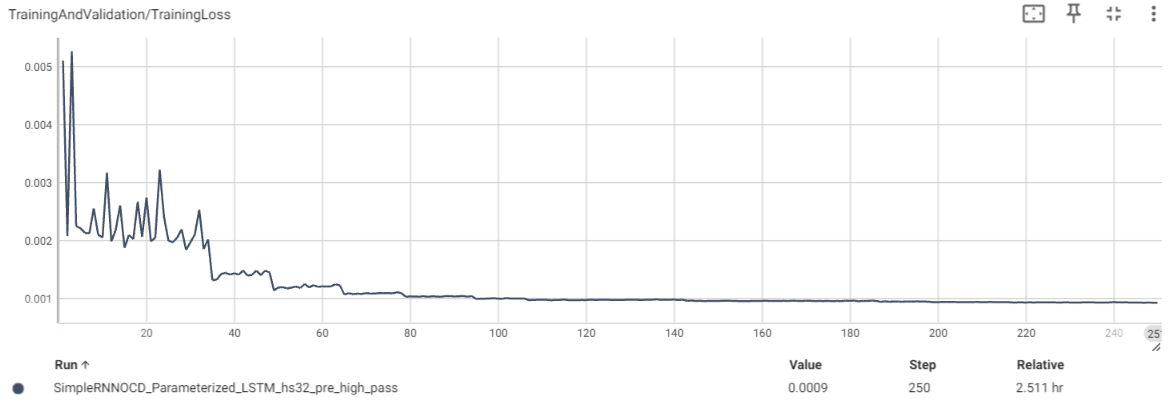 TrainingAndValidation/TrainingLoss
0.005
0.004
0.003
0.002
0.001
20 40 60 80 100 120 140 160 180 200 220 240 25
Run ↑ Value Step Relative
SimpleRNNOCD_Parameterized_LSTM_hs32_pre_high_pass 0.0009 250 2.511 hr